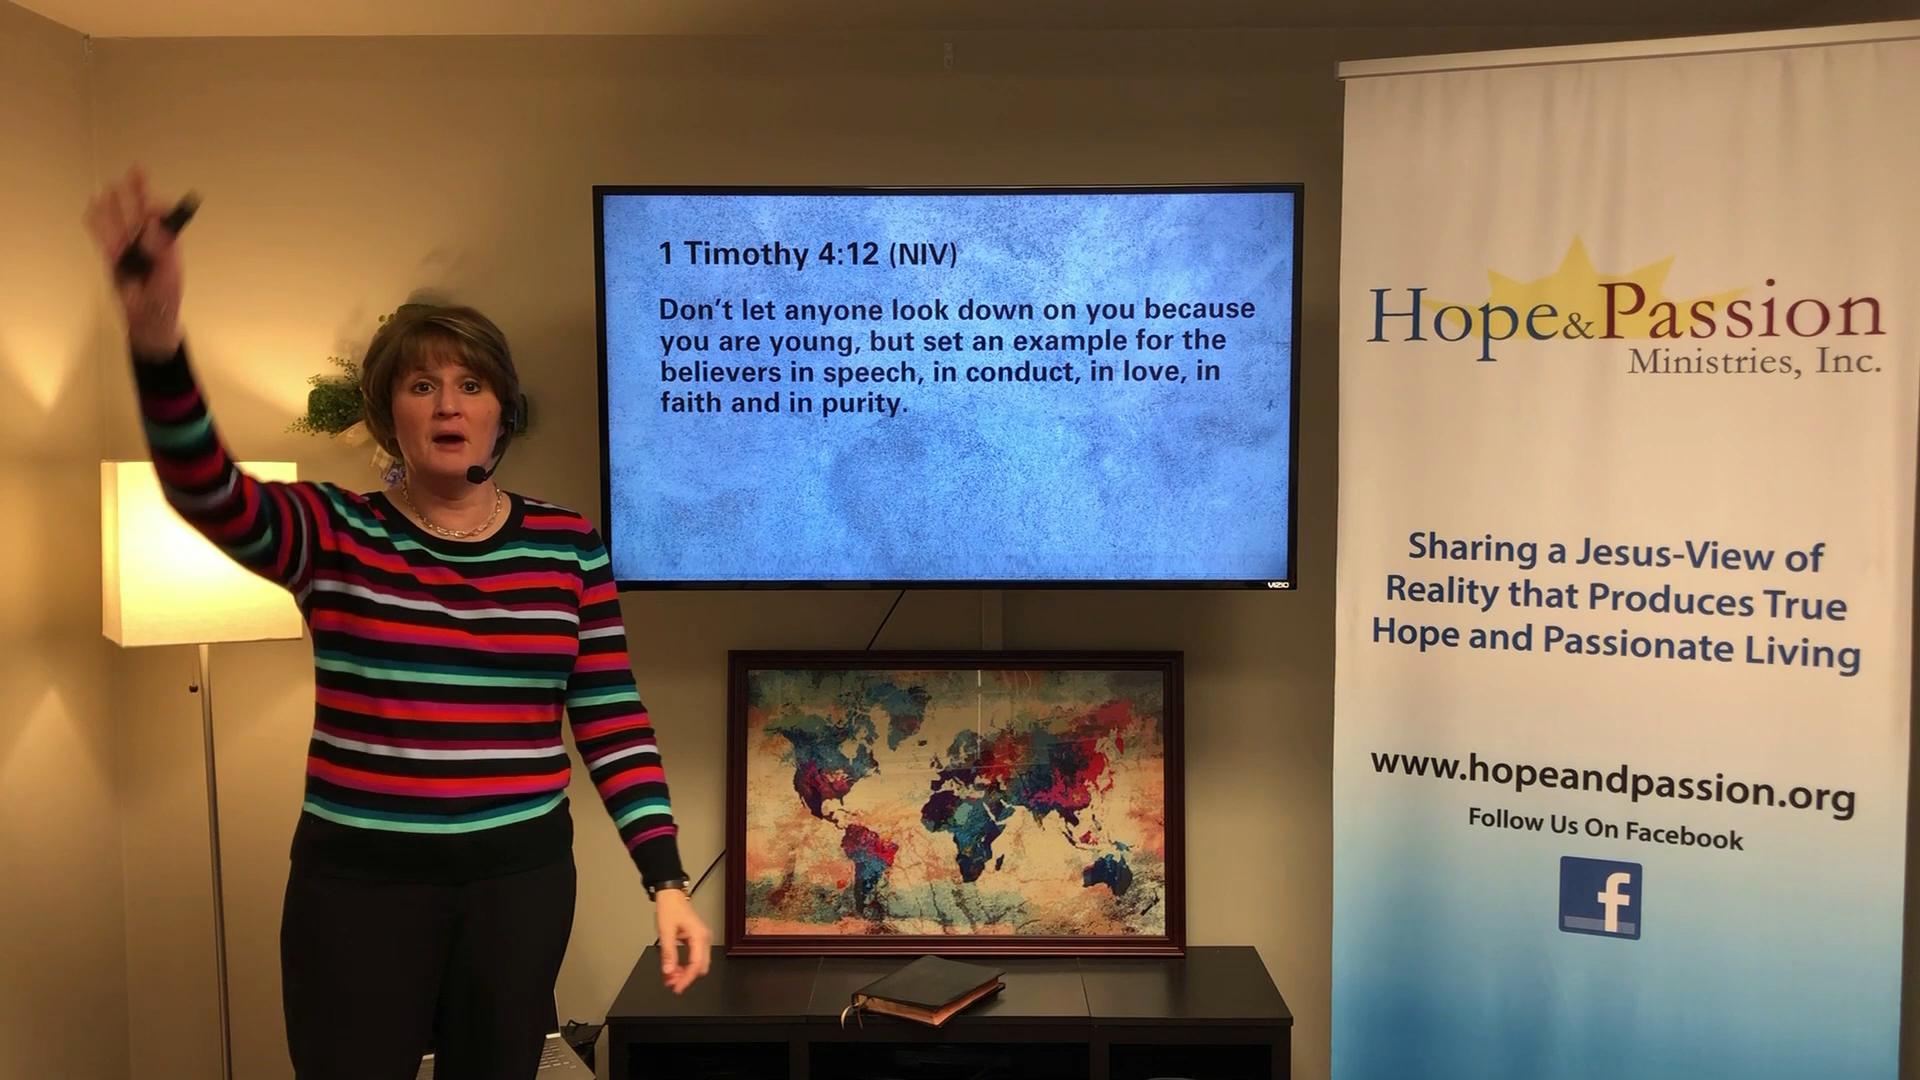 1 Timothy 4:12 (NIV)
Don’t let anyone look down on you because
you are young, but set an example for the
believers in speech, in conduct, in love, in
faith and in purity.
VIZIO
Hope&Passion
Ministries, Inc.
Sharing a Jesus-View of
Reality that Produces True
Hope and Passionate Living
www.hopeandpassion.org
Follow Us On Facebook
f